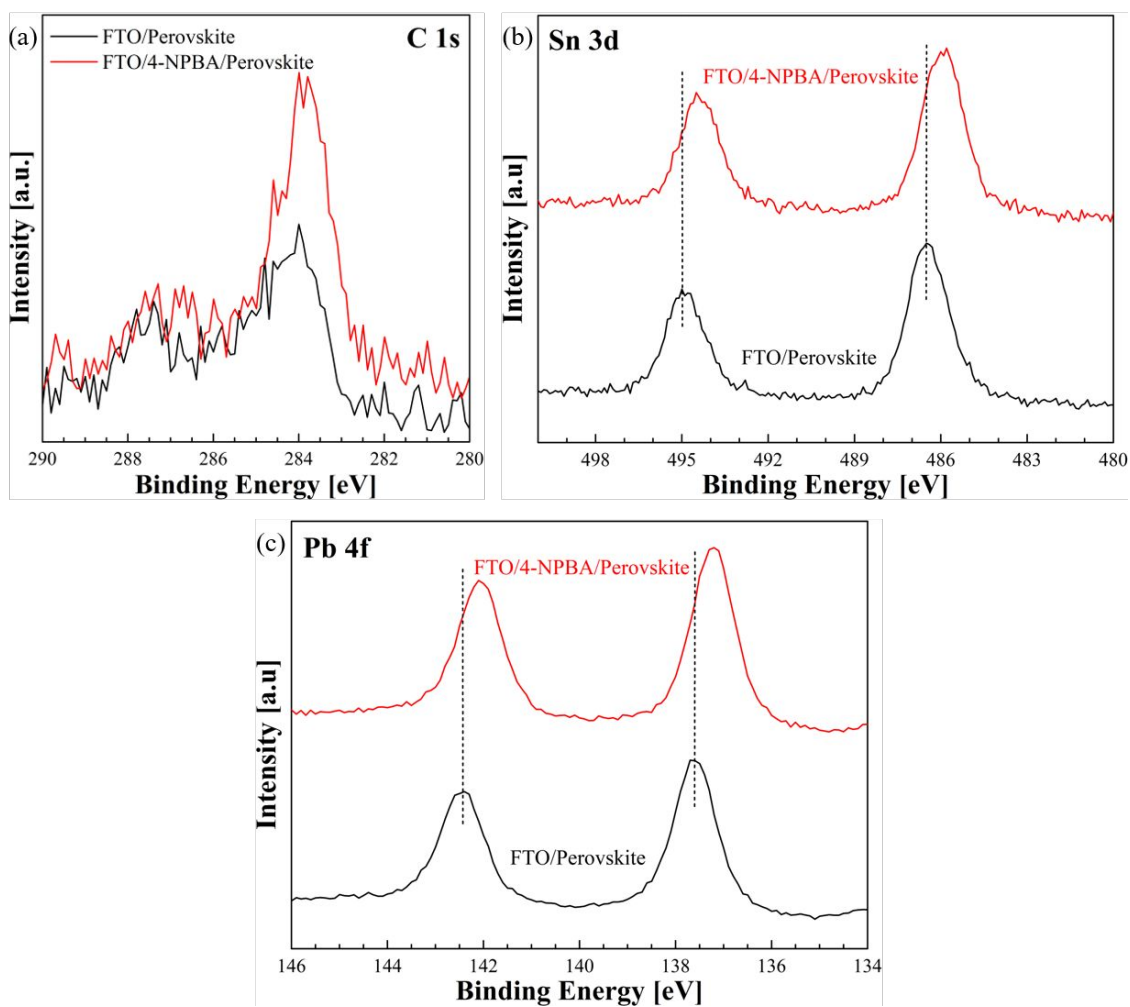 (a)
FTO/Perovskite
FTO/4-NPBA/Perovskite
C 1s
Intensity [a.u.]
290 288 286 284 282 280
Binding Energy [eV]
(b)
Sn 3d
FTO/4-NPBA/Perovskite
FTO/Perovskite
Intensity [a.u]
498 495 492 489 486 483 480
Binding Energy [eV]
(c)
Pb 4f
FTO/4-NPBA/Perovskite
FTO/Perovskite
Intensity [a.u]
146 144 142 140 138 136 134
Binding Energy [eV]